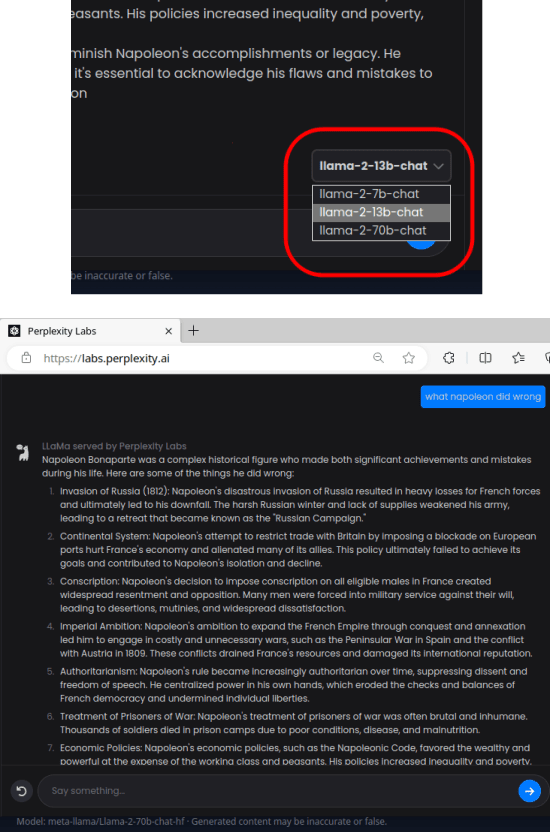 easants. His policies increased inequality and poverty,
minish Napoleon's accomplishments or legacy. He
it's essential to acknowledge his flaws and mistakes to
on
llama-2-13b-chat
llama-2-7b-chat
llama-2-13b-chat
llama-2-70b-chat
be inaccurate or false.
Perplexity Labs
https://labs.perplexity.ai
what napoleon did wrong
LLaMa served by Perplexity Labs
Napoleon Bonaparte was a complex historical figure who made both significant achievements and mistakes
during his life. Here are some of the things he did wrong:
1. Invasion of Russia (1812): Napoleon's disastrous invasion of Russia resulted in heavy losses for French forces
and ultimately led to his downfall. The harsh Russian winter and lack of supplies weakened his army,
leading to a retreat that became known as the "Russian Campaign."
2. Continental System: Napoleon's attempt to restrict trade with Britain by imposing a blockade on European
ports hurt France's economy and alienated many of its allies. This policy ultimately failed to achieve its
goals and contributed to Napoleon's isolation and decline.
3. Conscription: Napoleon's decision to impose conscription on all eligible males in France created
widespread resentment and opposition. Many men were forced into military service against their will,
leading to desertions, mutinies, and widespread dissatisfaction.
4. Imperial Ambition: Napoleon's ambition to expand the French Empire through conquest and annexation
led him to engage in costly and unnecessary wars, such as the Peninsular War in Spain and the conflict
with Austria in 1809. These conflicts drained France's resources and damaged its international reputation.
5. Authoritarianism: Napoleon's rule became increasingly authoritarian over time, suppressing dissent and
freedom of speech. He centralized power in his own hands, which eroded the checks and balances of
French democracy and undermined individual liberties.
6. Treatment of Prisoners of War: Napoleon's treatment of prisoners of war was often brutal and inhumane.
Thousands of soldiers died in prison camps due to poor conditions, disease, and malnutrition.
7. Economic Policies: Napoleon's economic policies, such as the Napoleonic Code, favored the wealthy and
powerful at the expense of the working class and peasants. His policies increased inequality and poverty,
Say something...
Model: meta-llama/Llama-2-70b-chat-hf · Generated content may be inaccurate or false.